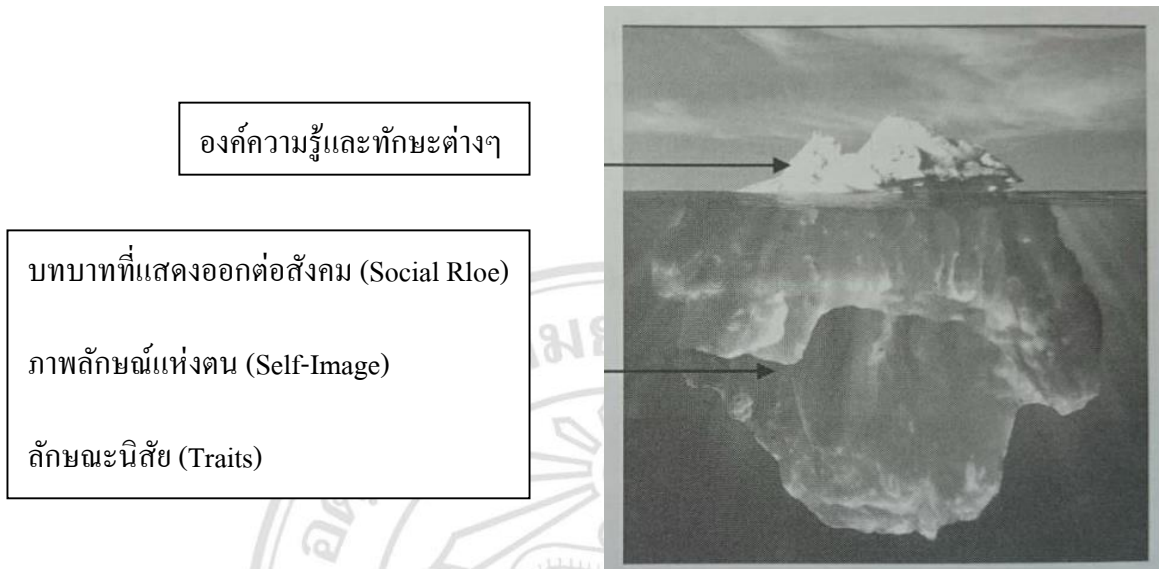 องค์ความรู้และทักษะต่างๆ
บทบาทที่แสดงออกต่อสังคม (Social Rloe)
ภาพลักษณ์แห่งตน (Self-Image)
ลักษณะนิสัย (Traits)